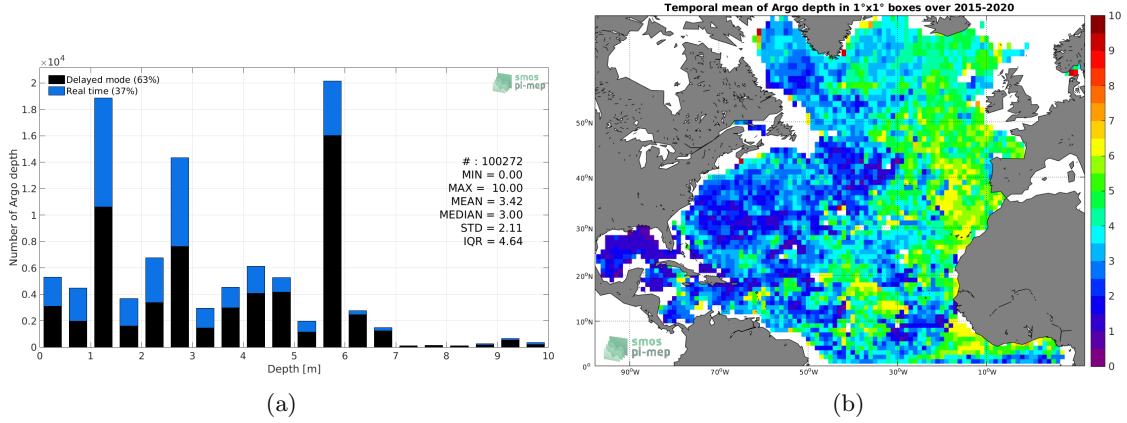 ×10⁴
Delayed mode (63%)
Real time (37%)
smos
pi-mep
# : 100272
MIN = 0.00
MAX = 10.00
MEAN = 3.42
MEDIAN = 3.00
STD = 2.11
IQR = 4.64
Number of Argo depth
2
1.8
1.6
1.4
1.2
1
0.8
0.6
0.4
0.2
0
0 1 2 3 4 5 6 7 8 9 10
Depth [m]
(a)
Temporal mean of Argo depth in 1°x1° boxes over 2015-2020
50°N
40°N
30°N
20°N
10°N
0°
90°W 70°W 50°W 30°W 10°W
smos
pi-mep
10
9
8
7
6
5
4
3
2
1
0
(b)